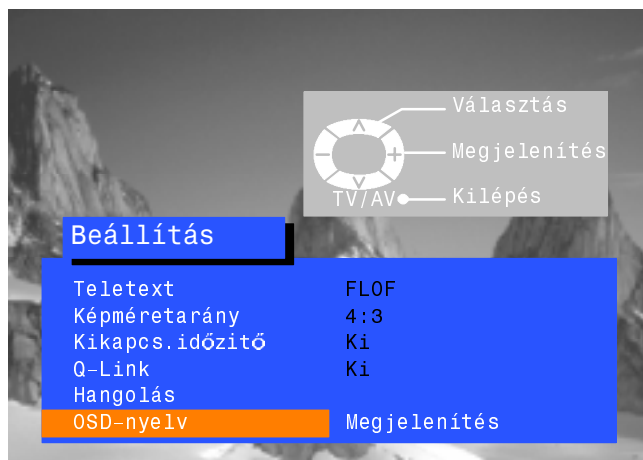 Választás
Megjelenítés
TV/AV Kilépés
Beállítás
Teletext FLOF
Képméretarány 4:3
Kikapcs.időzitő Ki
Q-Link Ki
Hangolás
OSD-nyelv Megjelenítés